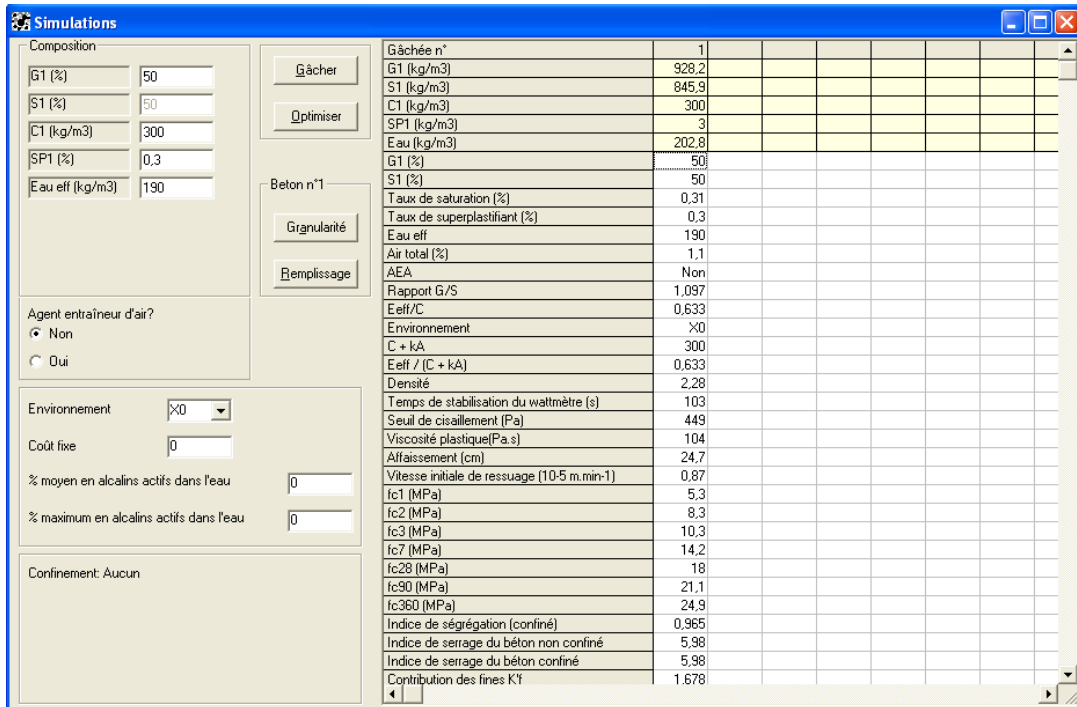 Simulations
Composition
G1 (%) 50
S1 (%) 50
C1 (kg/m3) 300
SP1 (%) 0,3
Eau eff (kg/m3) 190
Gâcher
Optimiser
Beton n°1
Granularité
Remplissage
Agent entraîneur d'air?
Non
Oui
Environnement X0
Coût fixe 0
% moyen en alcalins actifs dans l'eau 0
% maximum en alcalins actifs dans l'eau 0
Confinement: Aucun
Gâchée n° 1
G1 (kg/m3) 928,2
S1 (kg/m3) 845,9
C1 (kg/m3) 300
SP1 (kg/m3) 3
Eau (kg/m3) 202,8
G1 (%) 50
S1 (%) 50
Taux de saturation (%) 0,31
Taux de superplastifiant (%) 0,3
Eau eff 190
Air total (%) 1,1
AEA Non
Rapport G/S 1,097
Eeff/C 0,633
Environnement X0
C + kA 300
Eeff / (C + kA) 0,633
Densité 2,28
Temps de stabilisation du wattmètre (s) 103
Seuil de cisaillement (Pa) 449
Viscosité plastique(Pa.s) 104
Affaissement (cm) 24,7
Vitesse initiale de ressuage (10-5 m.min-1) 0,87
fc1 (MPa) 5,3
fc2 (MPa) 8,3
fc3 (MPa) 10,3
fc7 (MPa) 14,2
fc28 (MPa) 18
fc90 (MPa) 21,1
fc360 (MPa) 24,9
Indice de ségrégation (confiné) 0,965
Indice de serrage du béton non confiné 5,98
Indice de serrage du béton confiné 5,98
Contribution des fines K'f 1,678